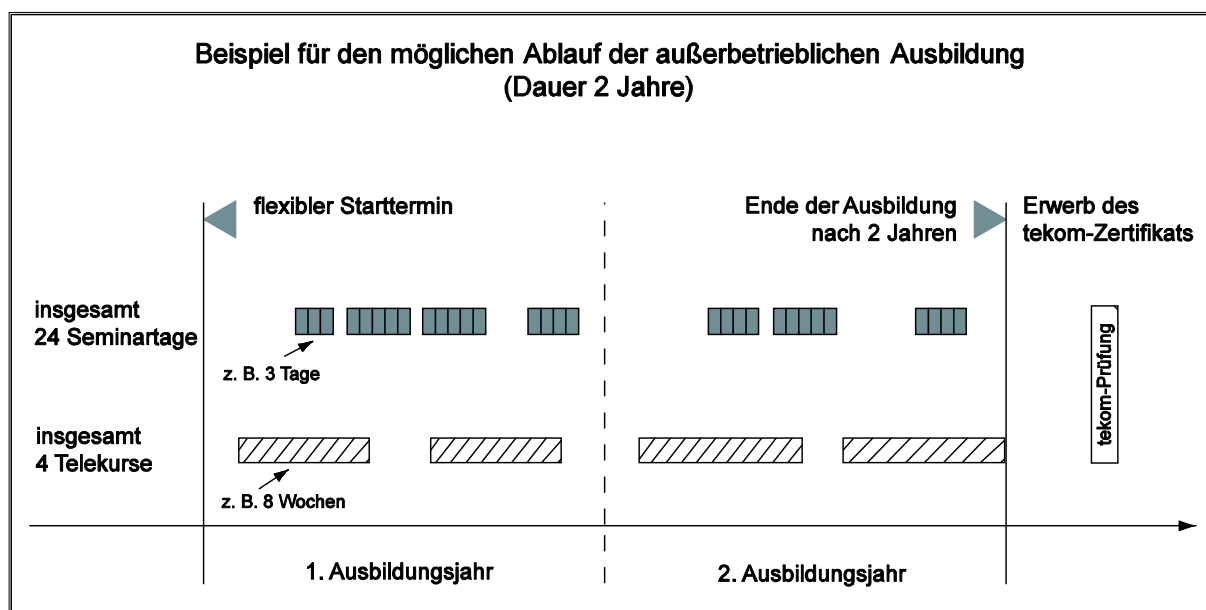 Beispiel für den möglichen Ablauf der außerbetrieblichen Ausbildung
(Dauer 2 Jahre)
flexibler Starttermin
Ende der Ausbildung
nach 2 Jahren
Erwerb des
tekom-Zertifikats
insgesamt
24 Seminartage
z. B. 3 Tage
tekom-Prüfung
insgesamt
4 Telekurse
z. B. 8 Wochen
1. Ausbildungsjahr
2. Ausbildungsjahr